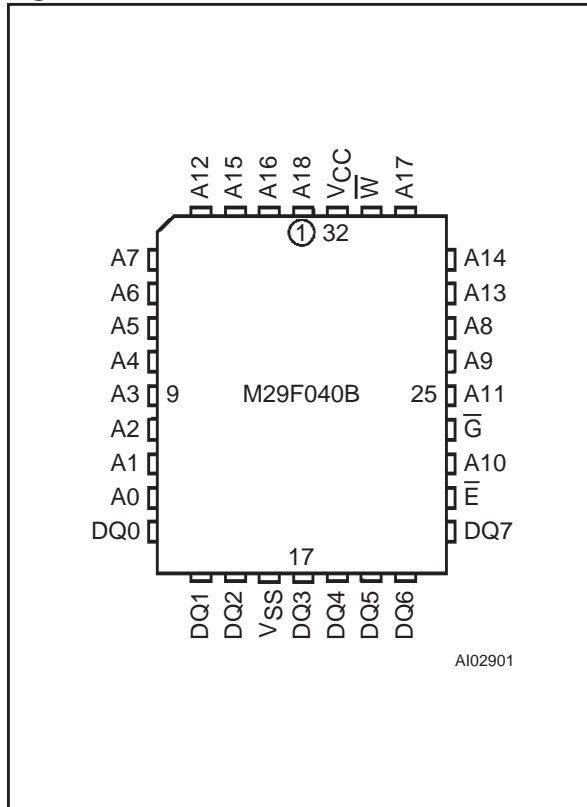 A12 A15 A16 A18 VCC W̅ A17
1 32
A7 A14
A6 A13
A5 A8
A4 A9
A3 9 M29F040B 25 A11
A2 G̅
A1 A10
A0 E̅
DQ0 DQ7
17
DQ1 DQ2 VSS DQ3 DQ4 DQ5 DQ6
AI02901